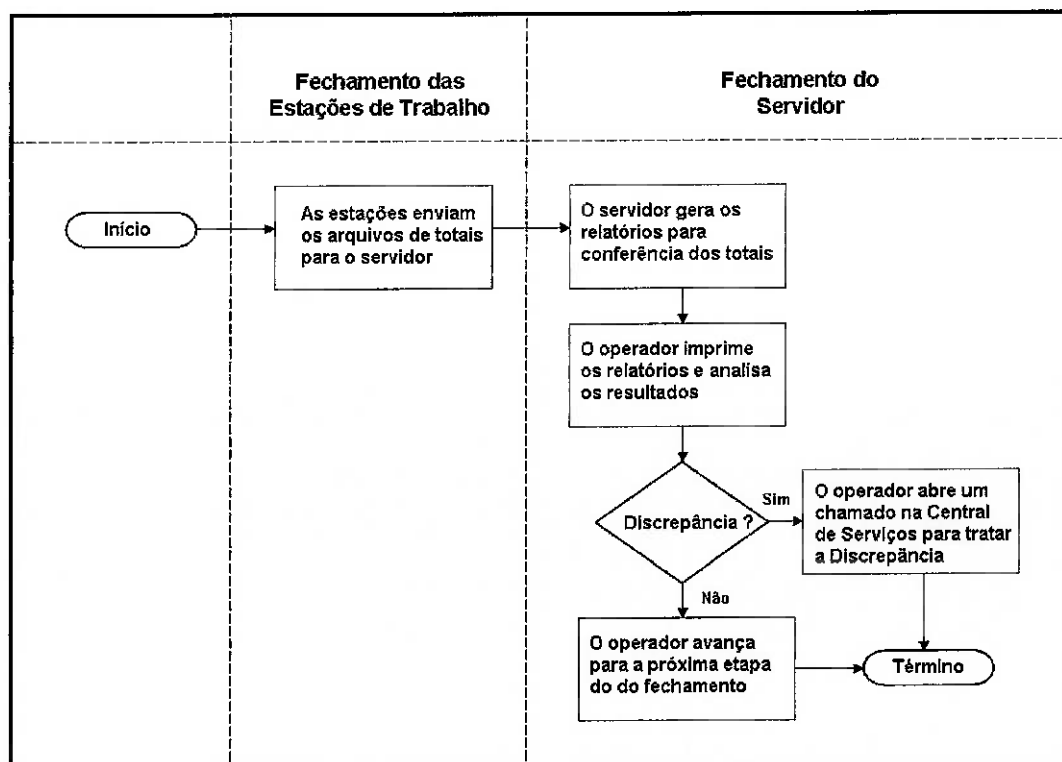 Fechamento das
Estações de Trabalho
Fechamento do
Servidor
Início
As estações enviam
os arquivos de totais
para o servidor
O servidor gera os
relatórios para
conferência dos totais
O operador imprime
os relatórios e analisa
os resultados
Discrepância ?
Sim
O operador abre um
chamado na Central
de Serviços para tratar
a Discrepância
Não
O operador avança
para a próxima etapa
do do fechamento
Término